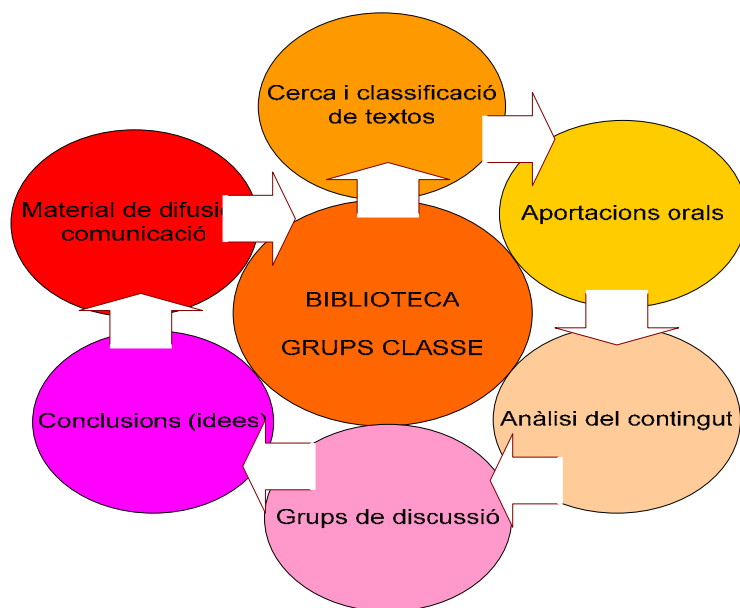 Cerca i classificació
de textos
Aportacions orals
Anàlisi del contingut
Grups de discussió
Conclusions (idees)
Material de difusi
comunicació
BIBLIOTECA
GRUPS CLASSE